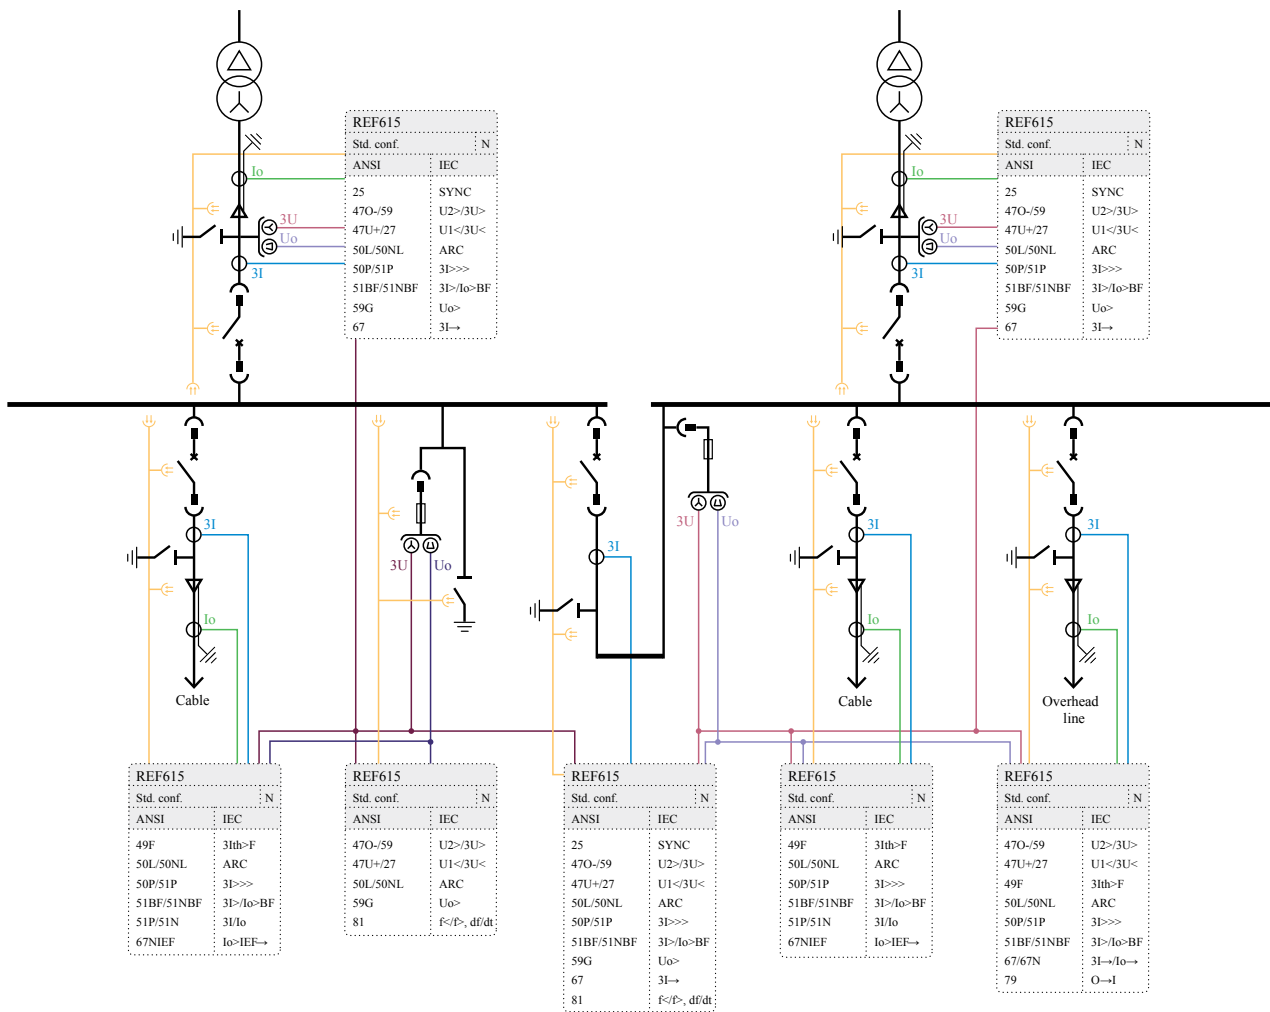 REF615
Std. conf. N
ANSI IEC
25 SYNC
47O-/59 U2>/3U>
47U+/27 U1</3U<
50L/50NL ARC
50P/51P 3I>>>
51BF/51NBF 3I>/Io>BF
59G Uo>
67 3I→
Io
3U
Uo
3I
REF615
Std. conf. N
ANSI IEC
25 SYNC
47O-/59 U2>/3U>
47U+/27 U1</3U<
50L/50NL ARC
50P/51P 3I>>>
51BF/51NBF 3I>/Io>BF
59G Uo>
67 3I→
Io
3U
Uo
3I
3I
Io
Cable
3U
Uo
3I
3U
Uo
3I
Io
Cable
3I
Io
Overhead
line
REF615
Std. conf. N
ANSI IEC
49F 3Ith>F
50L/50NL ARC
50P/51P 3I>>>
51BF/51NBF 3I>/Io>BF
51P/51N 3I/Io
67NIEF Io>IEF→
REF615
Std. conf. N
ANSI IEC
47O-/59 U2>/3U>
47U+/27 U1</3U<
50L/50NL ARC
59G Uo>
81 f</f>, df/dt
REF615
Std. conf. N
ANSI IEC
25 SYNC
47O-/59 U2>/3U>
47U+/27 U1</3U<
50L/50NL ARC
50P/51P 3I>>>
51BF/51NBF 3I>/Io>BF
59G Uo>
67 3I→
81 f</f>, df/dt
REF615
Std. conf. N
ANSI IEC
49F 3Ith>F
50L/50NL ARC
50P/51P 3I>>>
51BF/51NBF 3I>/Io>BF
51P/51N 3I/Io
67NIEF Io>IEF→
REF615
Std. conf. N
ANSI IEC
47O-/59 U2>/3U>
47U+/27 U1</3U<
49F 3Ith>F
50L/50NL ARC
50P/51P 3I>>>
51BF/51NBF 3I>/Io>BF
67/67N 3I→/Io→
79 O→I